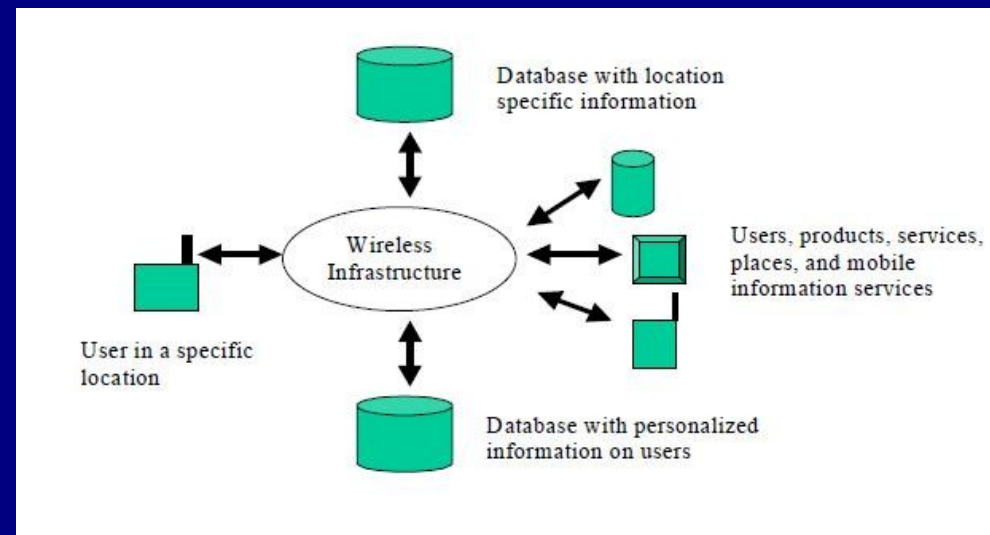 Database with location
specific information
Wireless
Infrastructure
Users, products, services,
places, and mobile
information services
User in a specific
location
Database with personalized
information on users